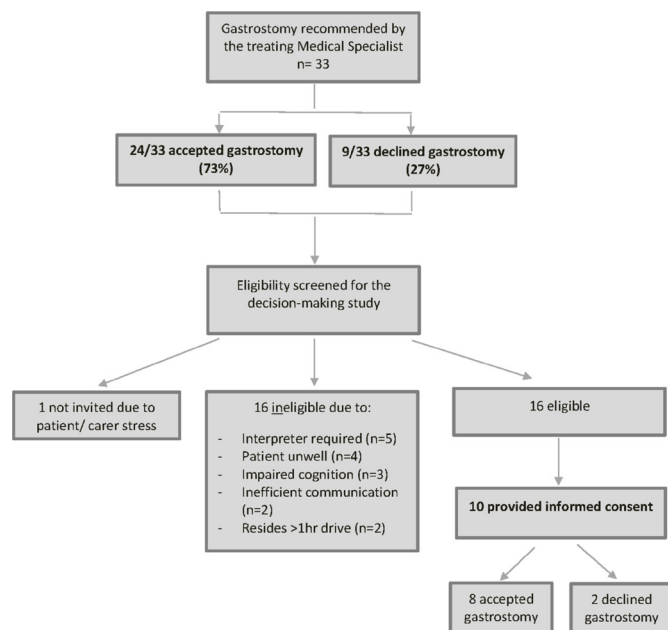 Gastrostomy recommended by
the treating Medical Specialist
n= 33
24/33 accepted gastrostomy
(73%)
9/33 declined gastrostomy
(27%)
Eligibility screened for the
decision-making study
1 not invited due to
patient/ carer stress
16 ineligible due to:
- Interpreter required (n=5)
- Patient unwell (n=4)
- Impaired cognition (n=3)
- Inefficient communication
(n=2)
- Resides >1hr drive (n=2)
16 eligible
10 provided informed consent
8 accepted
gastrostomy
2 declined
gastrostomy